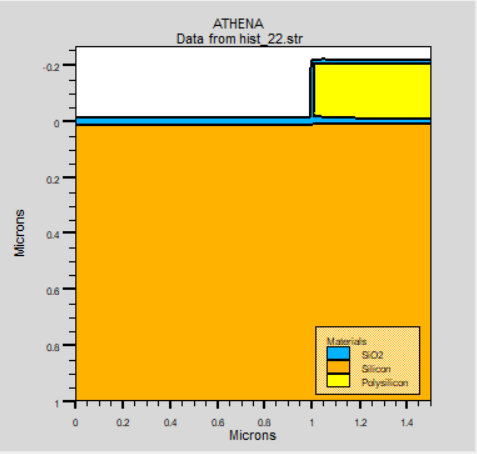 ATHENA
Data from hist_22.str
-0.2
0
0.2
0.4
0.6
0.8
1
Microns
Materials
SiO2
Silicon
Polysilicon
0 0.2 0.4 0.6 0.8 1 1.2 1.4
Microns